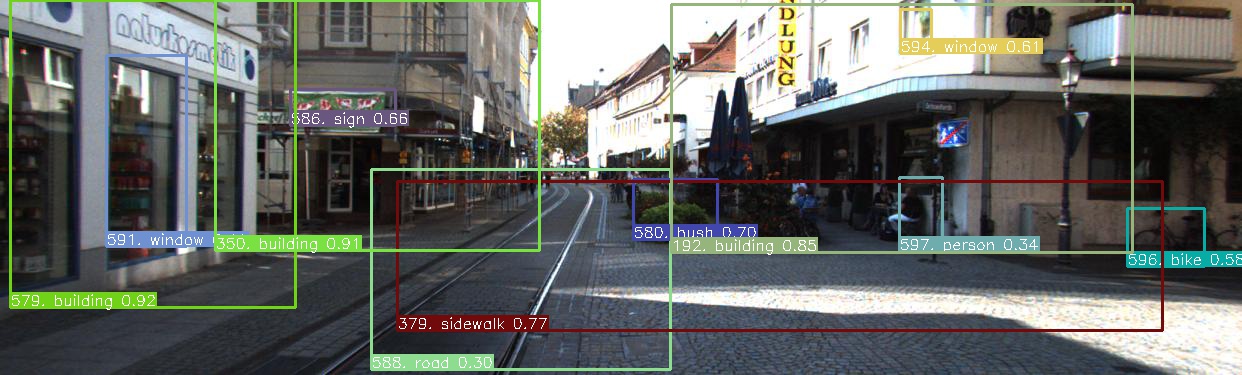 naturkosmetik
NDLUNG
594. window 0.61
586. sign 0.66
591. window
350. building 0.91
580. bush 0.70
192. building 0.85
597. person 0.34
596. bike 0.58
579. building 0.92
379. sidewalk 0.77
588. road 0.30